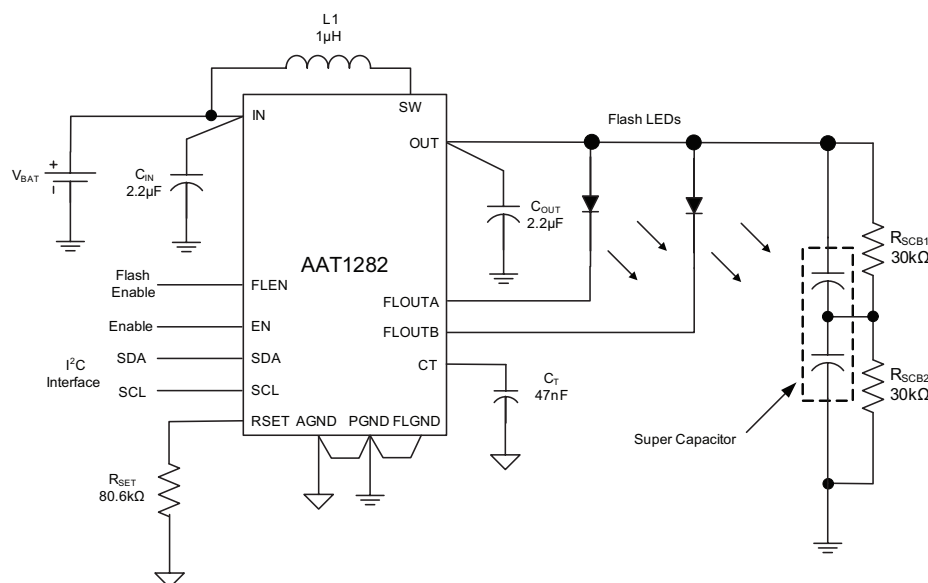 L1
1µH
IN
SW
OUT
Flash LEDs
V_BAT
+
–
C_IN
2.2µF
C_OUT
2.2µF
R_SCB1
30kΩ
AAT1282
Flash
Enable
FLEN
FLOUTA
Enable
EN
FLOUTB
I²C
Interface
SDA
SDA
CT
C_T
47nF
R_SCB2
30kΩ
SCL
SCL
RSET
AGND
PGND
FLGND
Super Capacitor
R_SET
80.6kΩ